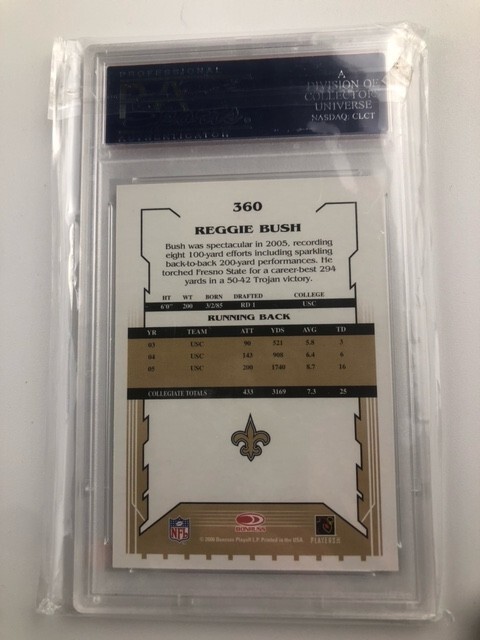 PROFESSIONAL
AUTHENTICATOR
A
DIVISION OF
COLLECTORS
UNIVERSE
NASDAQ. CLCT
360
REGGIE BUSH
Bush was spectacular in 2005, recording
eight 100-yard efforts including sparkling
back-to-back 200-yard performances. He
torched Fresno State for a career-best 294
yards in a 50-42 Trojan victory.
HT WT BORN DRAFTED COLLEGE
6'0" 200 3/2/85 RD 1 USC
RUNNING BACK
YR TEAM ATT YDS AVG TD
03 USC 90 521 5.8 3
04 USC 143 908 6.4 6
05 USC 200 1740 8.7 16
COLLEGIATE TOTALS 433 3169 7.3 25
NFL
DONRUSS
© 2006 Donruss Playoff L.P. Printed in the USA.
PLAYERS INC